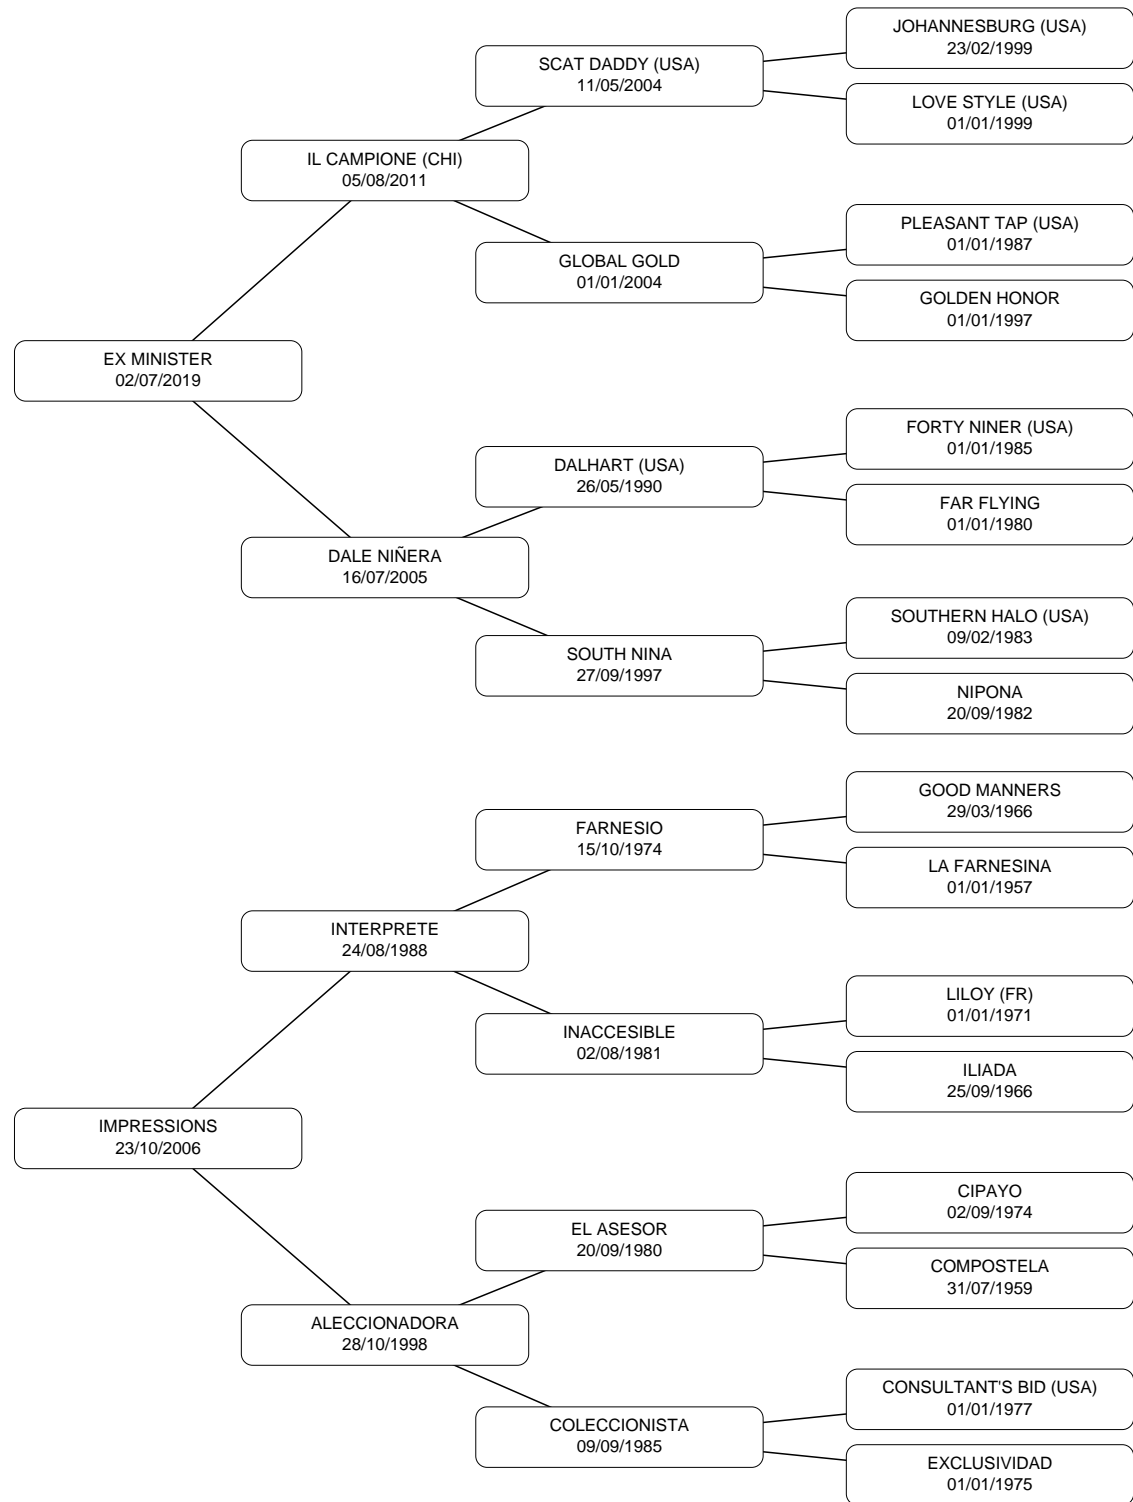 JOHANNESBURG (USA)
23/02/1999
SCAT DADDY (USA)
11/05/2004
LOVE STYLE (USA)
01/01/1999
IL CAMPIONE (CHI)
05/08/2011
PLEASANT TAP (USA)
01/01/1987
GLOBAL GOLD
01/01/2004
GOLDEN HONOR
01/01/1997
EX MINISTER
02/07/2019
FORTY NINER (USA)
01/01/1985
DALHART (USA)
26/05/1990
FAR FLYING
01/01/1980
DALE NIÑERA
16/07/2005
SOUTHERN HALO (USA)
09/02/1983
SOUTH NINA
27/09/1997
NIPONA
20/09/1982
GOOD MANNERS
29/03/1966
FARNESIO
15/10/1974
LA FARNESINA
01/01/1957
INTERPRETE
24/08/1988
LILOY (FR)
01/01/1971
INACCESIBLE
02/08/1981
ILIADA
25/09/1966
IMPRESSIONS
23/10/2006
CIPAYO
02/09/1974
EL ASESOR
20/09/1980
COMPOSTELA
31/07/1959
ALECCIONADORA
28/10/1998
CONSULTANT'S BID (USA)
01/01/1977
COLECCIONISTA
09/09/1985
EXCLUSIVIDAD
01/01/1975